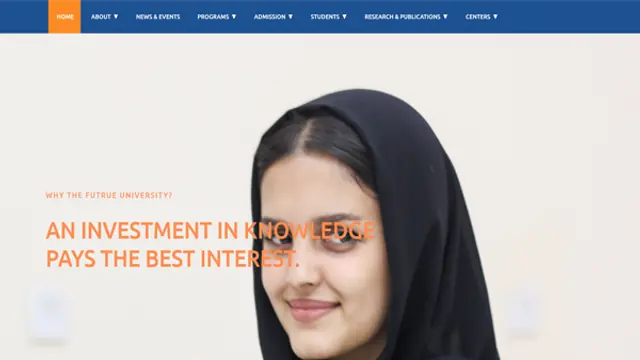 HOME ABOUT ▼ NEWS & EVENTS PROGRAMS ▼ ADMISSION ▼ STUDENTS ▼ RESEARCH & PUBLICATIONS ▼ CENTERS ▼
WHY THE FUTRUE UNIVERSITY?
AN INVESTMENT IN KNOWLEDGE
PAYS THE BEST INTEREST.